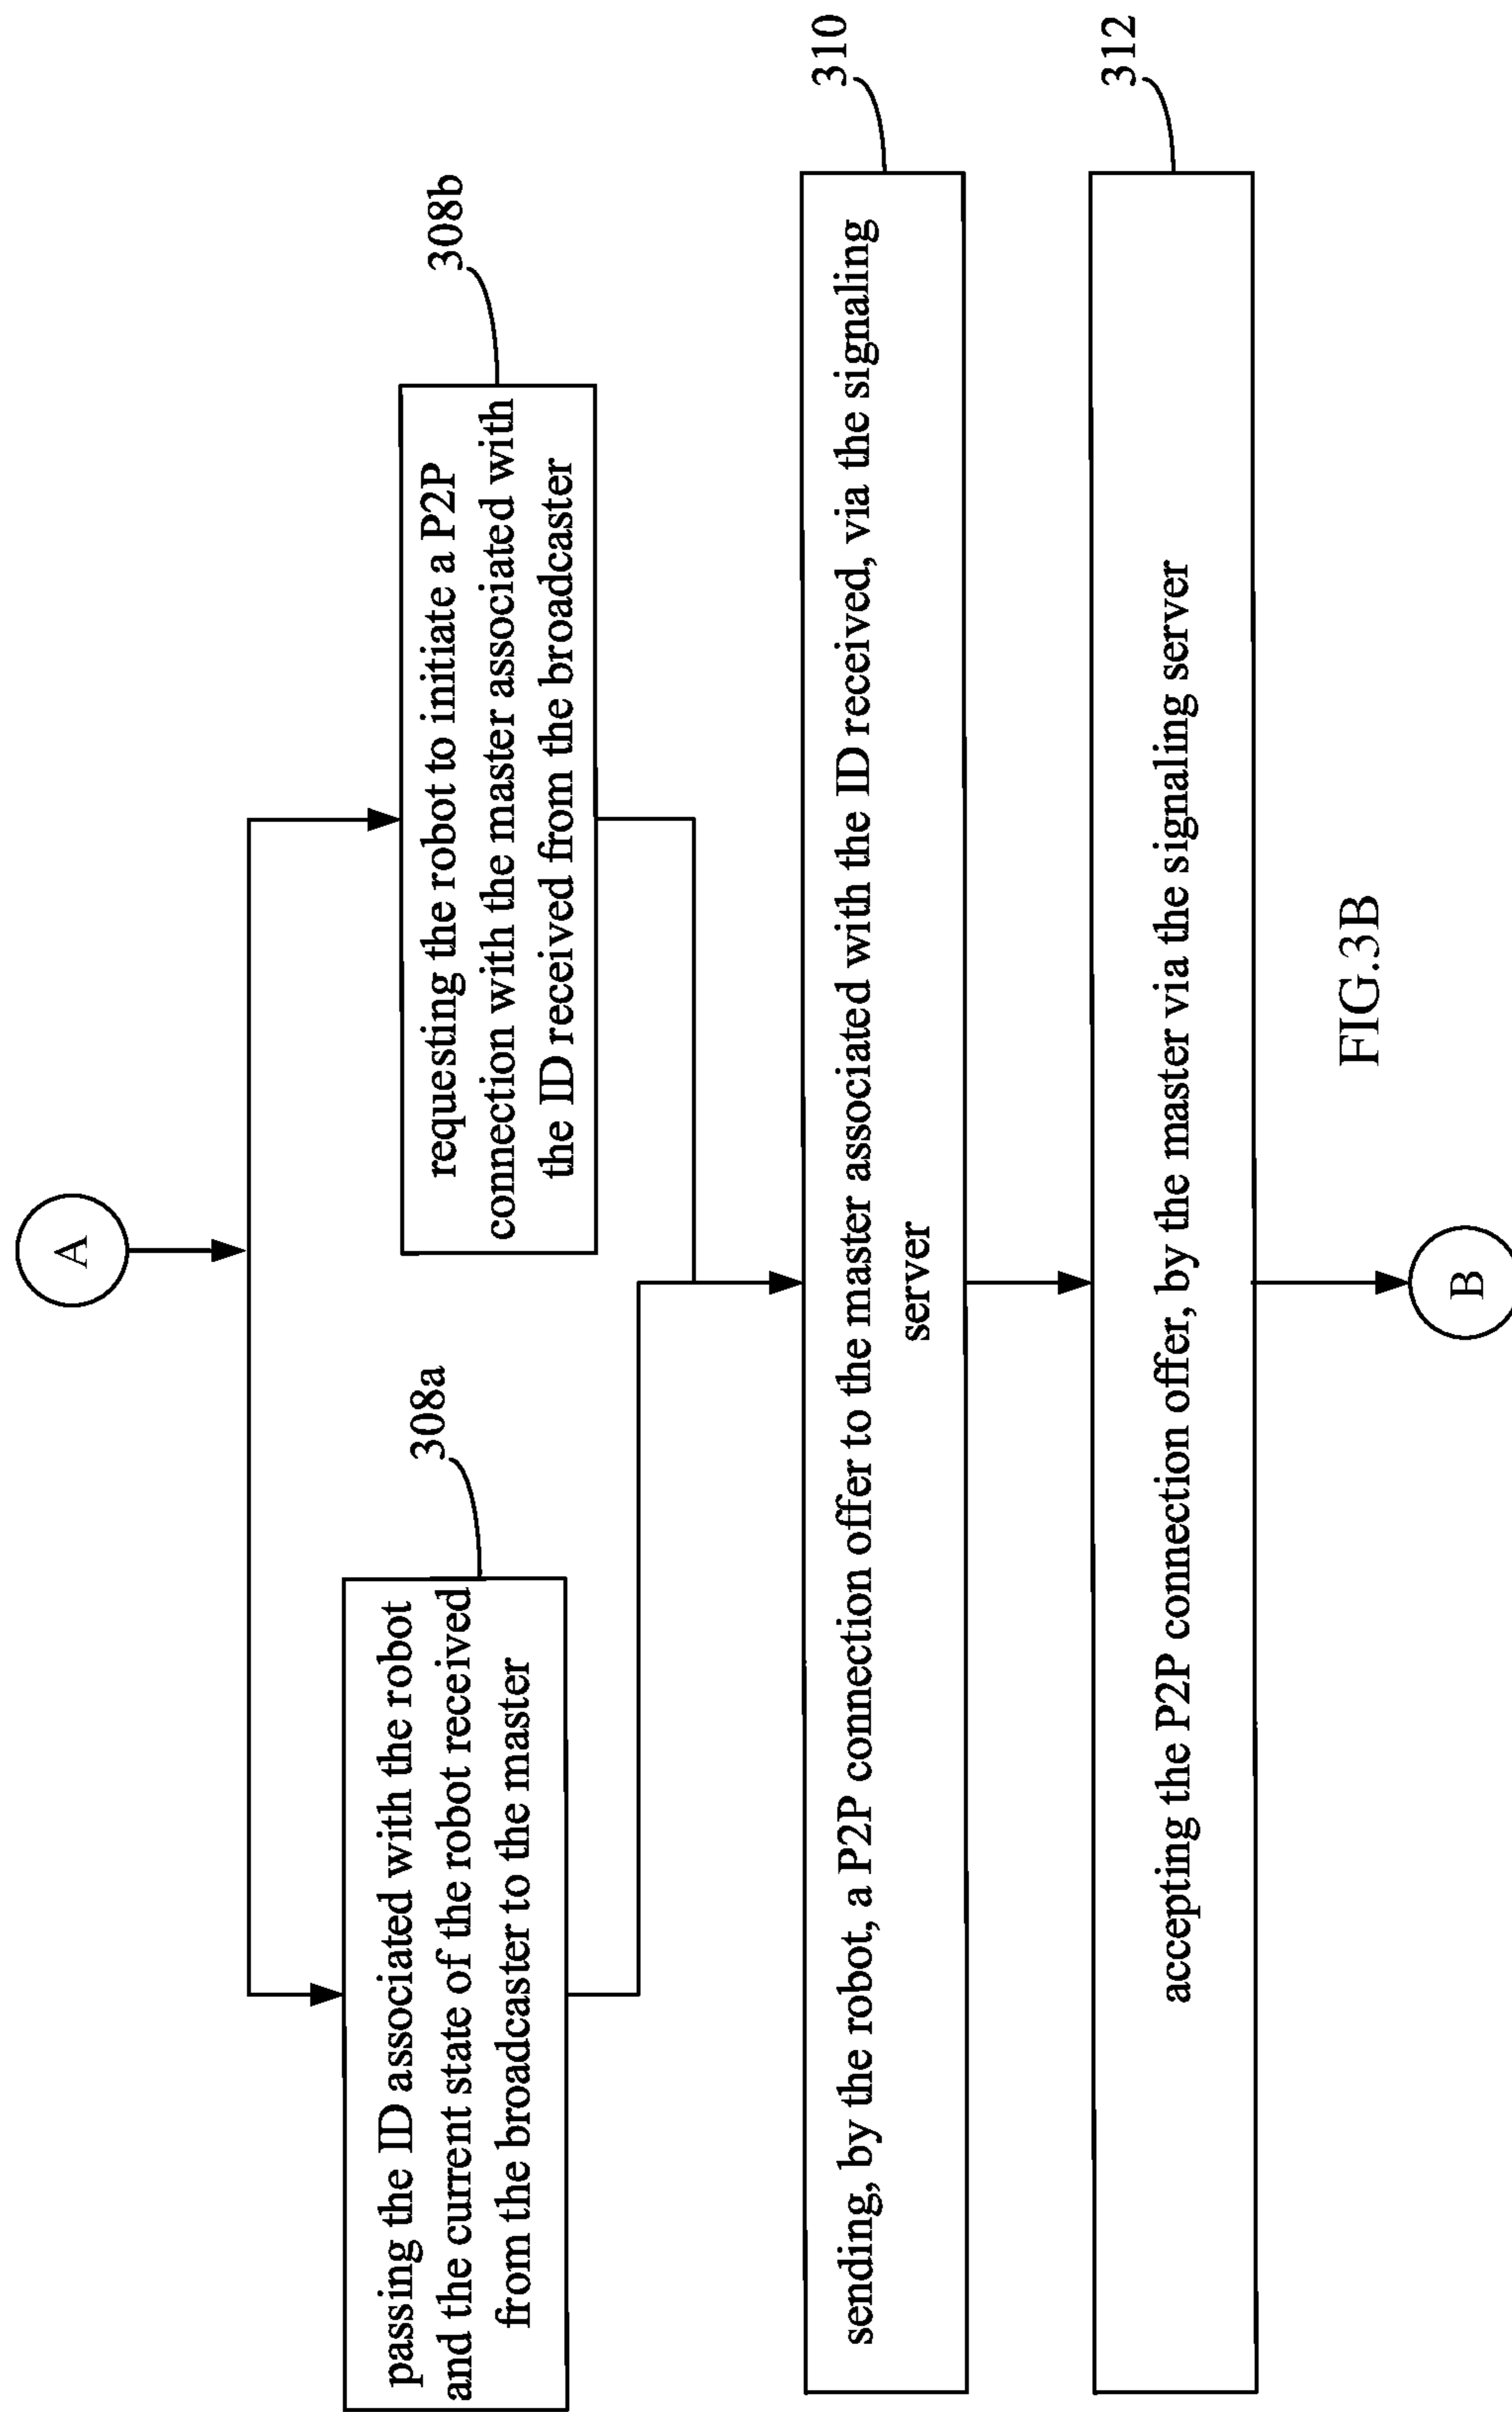 A
308a
passing the ID associated with the robot
and the current state of the robot received
from the broadcaster to the master
308b
requesting the robot to initiate a P2P
connection with the master associated with
the ID received from the broadcaster
310
sending, by the robot, a P2P connection offer to the master associated with the ID received, via the signaling
server
312
accepting the P2P connection offer, by the master via the signaling server
B
FIG.3B